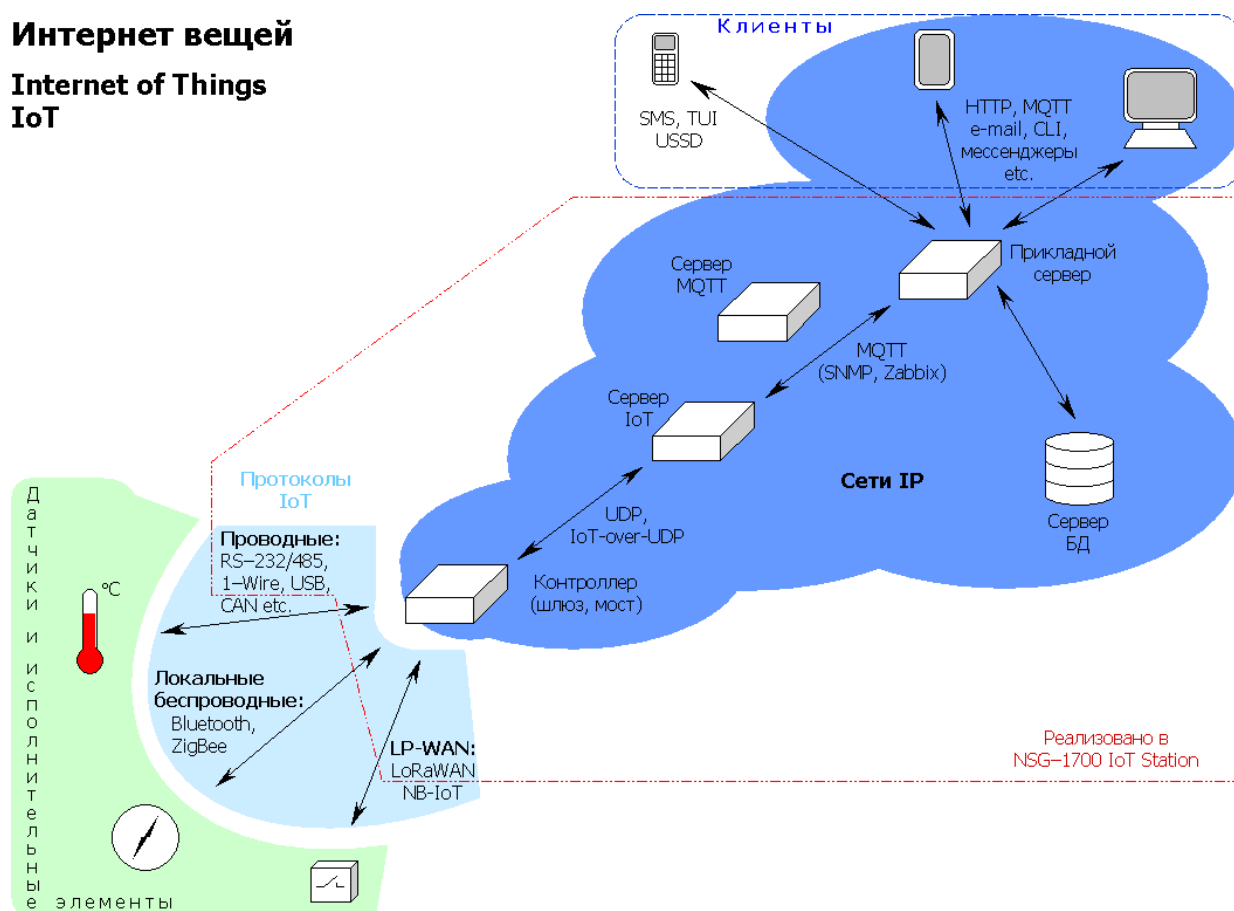 Интернет вещей
Internet of Things
IoT
Клиенты
SMS, TUI
USSD
HTTP, MQTT
e-mail, CLI,
мессенджеры
etc.
Прикладной
сервер
Сервер
MQTT
MQTT
(SNMP, Zabbix)
Сервер
IoT
Сети IP
Сервер
БД
UDP,
IoT-over-UDP
Контроллер
(шлюз, мост)
Протоколы
IoT
Проводные:
RS-232/485,
1-Wire, USB,
CAN etc.
°C
Локальные
беспроводные:
Bluetooth,
ZigBee
LP-WAN:
LoRaWAN
NB-IoT
Реализовано в
NSG-1700 IoT Station
Датчики и исполнительные
элементы